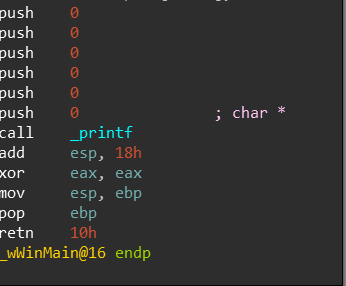 push 0
push 0
push 0
push 0
push 0
push 0 ; char *
call _printf
add esp, 18h
xor eax, eax
mov esp, ebp
pop ebp
retn 10h
_wWinMain@16 endp